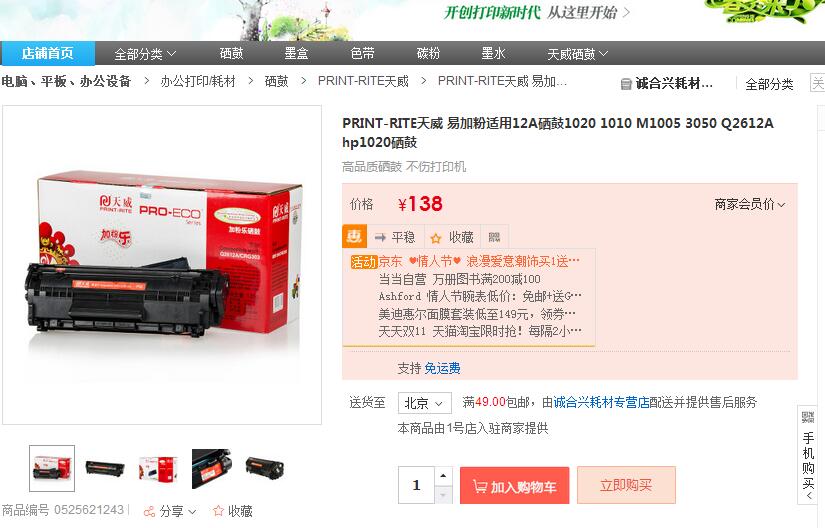 开创打印新时代 从这里开始 >
店铺首页 全部分类 硒鼓 墨盒 色带 碳粉 墨水 天威硒鼓
电脑、平板、办公设备 > 办公打印/耗材 > 硒鼓 > PRINT-RITE天威 > PRINT-RITE天威 易加... 诚合兴耗材... 全部分类 关
PRINT-RITE天威 易加粉适用12A硒鼓1020 1010 M1005 3050 Q2612A
hp1020硒鼓
高品质硒鼓 不伤打印机
价格 ¥138 商家会员价
惠 平稳 收藏
活动 京东 ♥情人节♥ 浪漫爱意潮饰买1送...
当当自营 万册图书满200减100
Ashford 情人节腕表低价：免邮+送G...
美迪惠尔面膜套装低至149元，领券...
天天双11 天猫淘宝限时抢！每隔2小...
支持 免运费
送货至 北京 满49.00包邮，由诚合兴耗材专营店配送并提供售后服务
本商品由1号店入驻商家提供
1 加入购物车 立即购买
手机购买 <
天威
PRINT-RITE
PRO-ECO
Series
加粉乐
加粉乐硒鼓
Q2612A/CRG303
商品编号 0525621243 分享 收藏